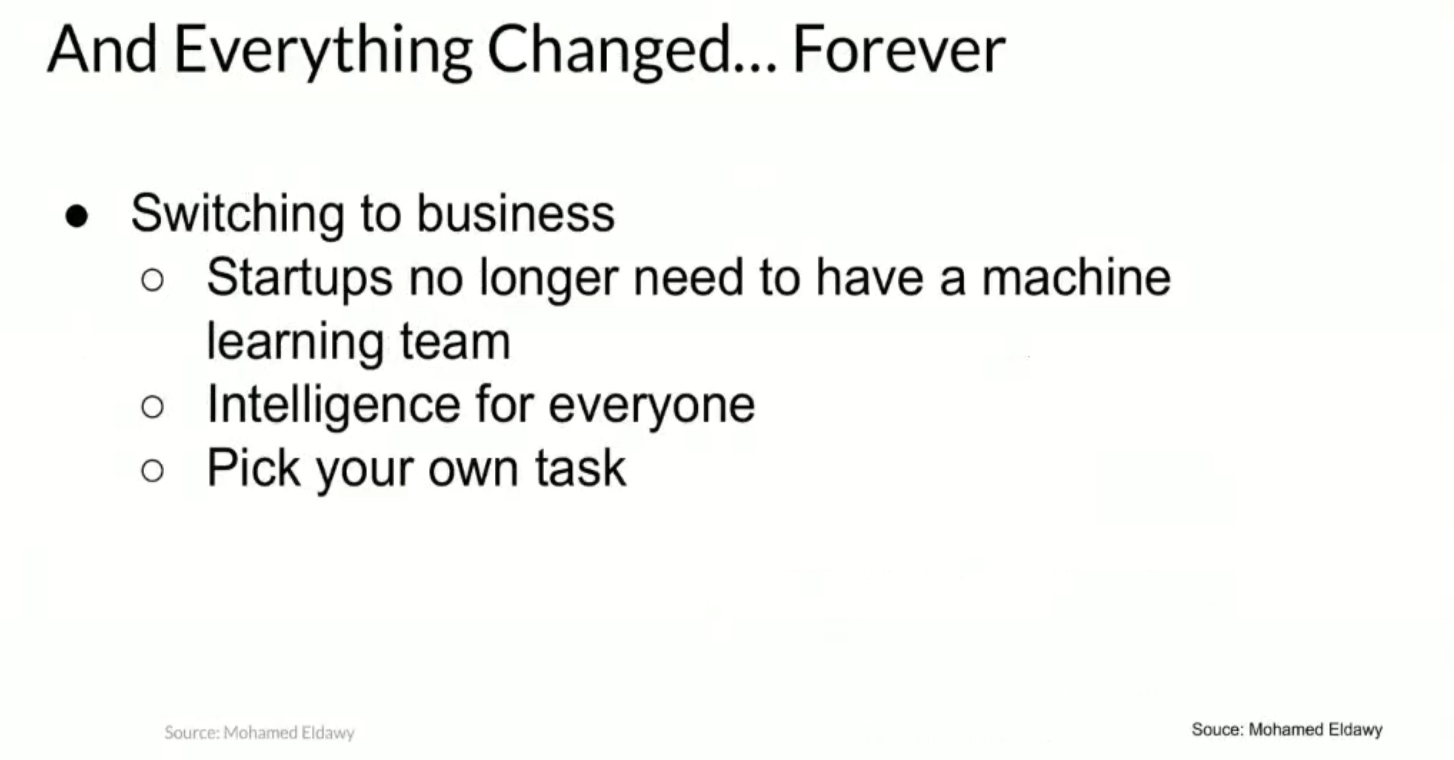 And Everything Changed... Forever
● Switching to business
○ Startups no longer need to have a machine
learning team
○ Intelligence for everyone
○ Pick your own task
Source: Mohamed Eldawy
Souce: Mohamed Eldawy